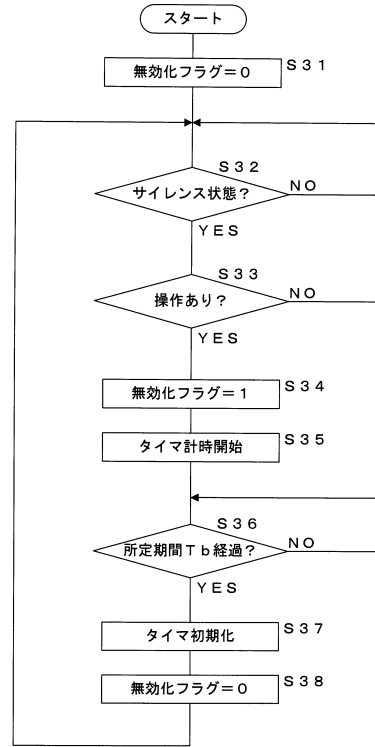 スタート
無効化フラグ=0
S31
サイレンス状態?
S32
NO
YES
操作あり?
S33
NO
YES
無効化フラグ=1
S34
タイマ計時開始
S35
所定期間Tb経過?
S36
NO
YES
タイマ初期化
S37
無効化フラグ=0
S38